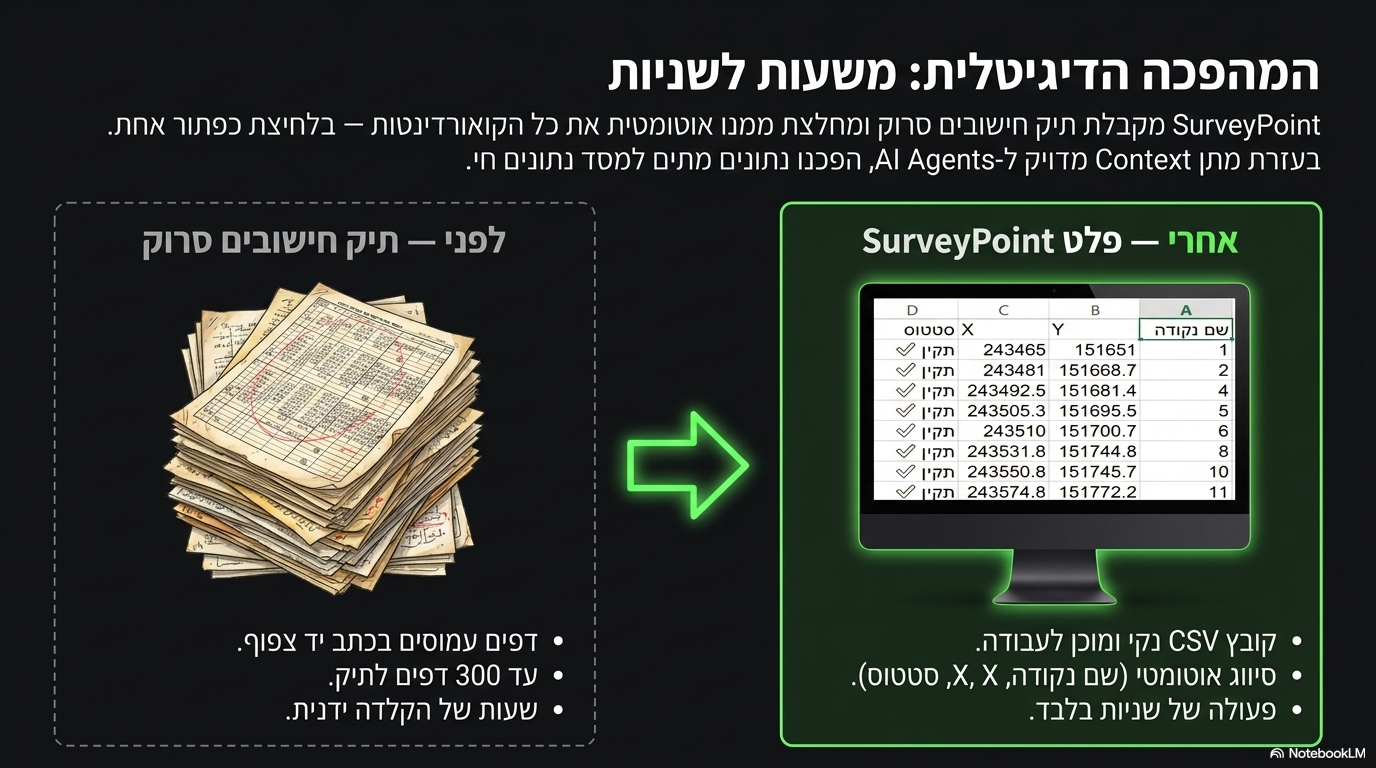 המהפכה הדיגיטלית: משעות לשניות
SurveyPoint מקבלת תיק חישובים סרוק ומחלצת ממנו אוטומטית את כל הקואורדינטות — בלחיצת כפתור אחת.
בעזרת מתן Context מדויק ל-AI Agents, הפכנו נתונים מתים למסד נתונים חי.
אחרי — פלט SurveyPoint
A B C D
שם נקודה Y X סטטוס
1 151651 243465 תקין ✓
2 151668.7 243481 תקין ✓
4 151681.4 243492.5 תקין ✓
5 151695.5 243505.3 תקין ✓
6 151700.7 243510 תקין ✓
8 151744.8 243531.8 תקין ✓
10 151745.7 243550.8 תקין ✓
11 151772.2 243574.8 תקין ✓
• קובץ CSV נקי ומוכן לעבודה.
• סיווג אוטומטי (שם נקודה, X, X, סטטוס).
• פעולה של שניות בלבד.
לפני — תיק חישובים סרוק
• דפים עמוסים בכתב יד צפוף.
• עד 300 דפים לתיק.
• שעות של הקלדה ידנית.
NotebookLM